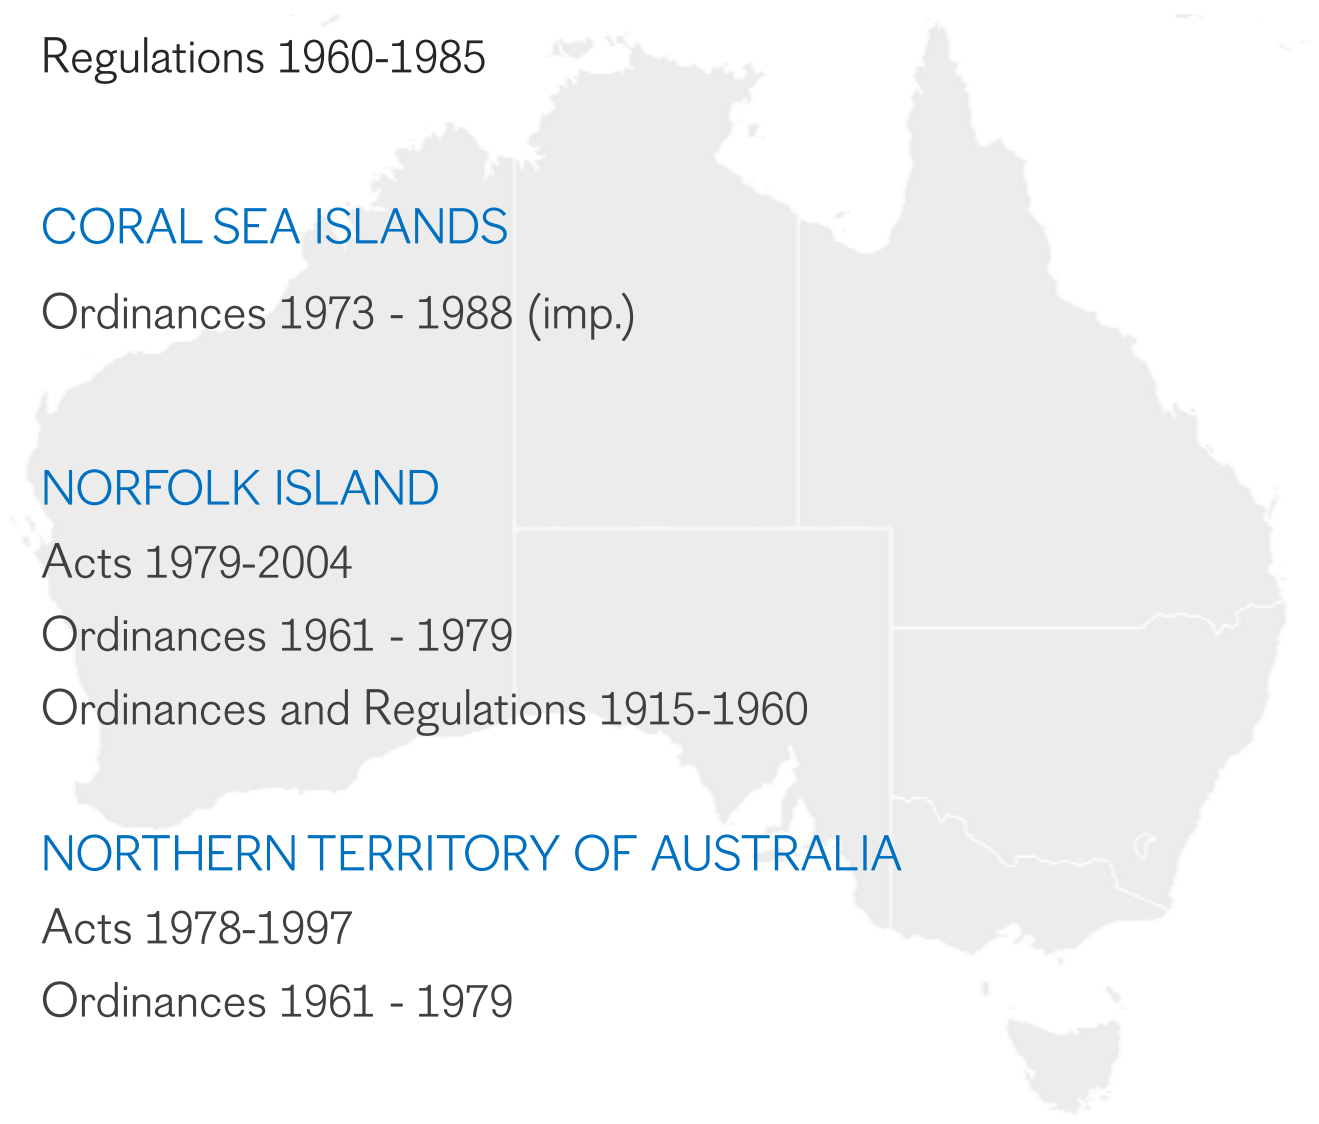 Regulations 1960-1985
CORAL SEA ISLANDS
Ordinances 1973 - 1988 (imp.)
NORFOLK ISLAND
Acts 1979-2004
Ordinances 1961 - 1979
Ordinances and Regulations 1915-1960
NORTHERN TERRITORY OF AUSTRALIA
Acts 1978-1997
Ordinances 1961 - 1979